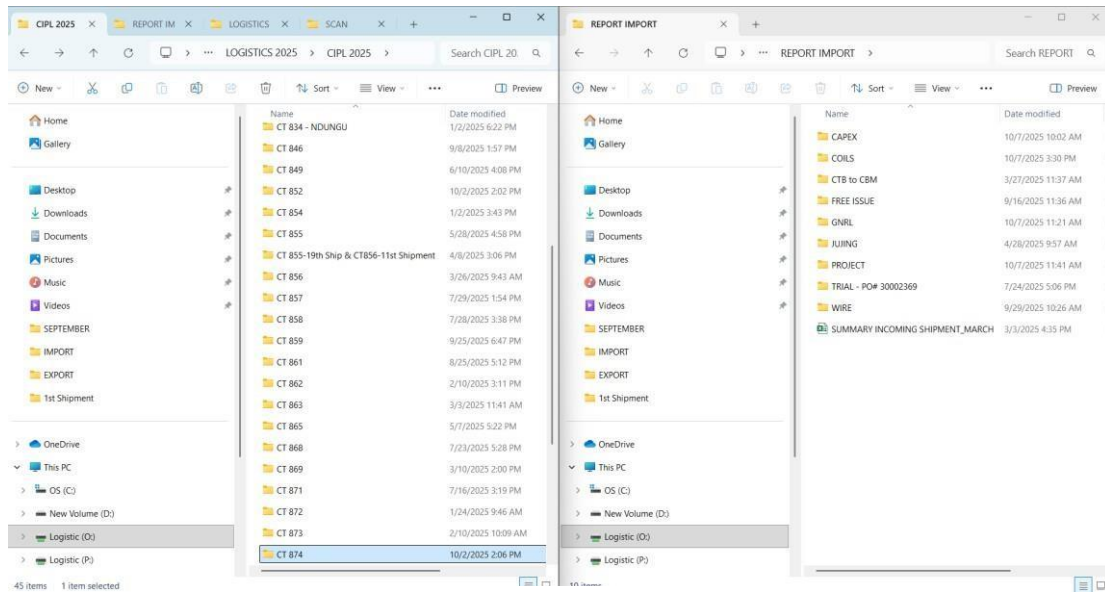 CIPL 2025
REPORT IM
LOGISTICS
SCAN
LOGISTICS 2025 > CIPL 2025 >
Search CIPL 20.
New
Sort
View
Preview
Home
Gallery
Desktop
Downloads
Documents
Pictures
Music
Videos
SEPTEMBER
IMPORT
EXPORT
1st Shipment
OneDrive
This PC
OS (C:)
New Volume (D:)
Logistic (O:)
Logistic (P:)
Name Date modified
CT 834 - NDUNGU 1/2/2025 6:22 PM
CT 846 9/8/2025 1:57 PM
CT 849 6/10/2025 4:08 PM
CT 852 10/2/2025 2:02 PM
CT 854 1/2/2025 3:43 PM
CT 855 5/28/2025 4:58 PM
CT 855-19th Ship & CT856-11st Shipment 4/8/2025 3:06 PM
CT 856 3/26/2025 9:43 AM
CT 857 7/29/2025 1:54 PM
CT 858 7/28/2025 3:38 PM
CT 859 9/25/2025 6:47 PM
CT 861 8/25/2025 5:12 PM
CT 862 2/10/2025 3:11 PM
CT 863 3/3/2025 11:41 AM
CT 865 5/7/2025 5:22 PM
CT 868 7/23/2025 5:28 PM
CT 869 3/10/2025 2:00 PM
CT 871 7/16/2025 3:19 PM
CT 872 1/24/2025 9:46 AM
CT 873 2/10/2025 10:09 AM
CT 874 10/2/2025 2:06 PM
45 items 1 item selected
REPORT IMPORT
REPORT IMPORT >
Search REPORT
New
Sort
View
Preview
Home
Gallery
Desktop
Downloads
Documents
Pictures
Music
Videos
SEPTEMBER
IMPORT
EXPORT
1st Shipment
OneDrive
This PC
OS (C:)
New Volume (D:)
Logistic (O:)
Logistic (P:)
Name Date modified
CAPEX 10/7/2025 10:02 AM
COILS 10/7/2025 3:30 PM
CTB to CBM 3/27/2025 11:37 AM
FREE ISSUE 9/16/2025 11:36 AM
GNRL 10/7/2025 11:21 AM
JUJING 4/28/2025 9:57 AM
PROJECT 10/7/2025 11:41 AM
TRIAL - PO# 30002369 7/24/2025 5:06 PM
WIRE 9/29/2025 10:26 AM
SUMMARY INCOMING SHIPMENT_MARCH 3/3/2025 4:35 PM